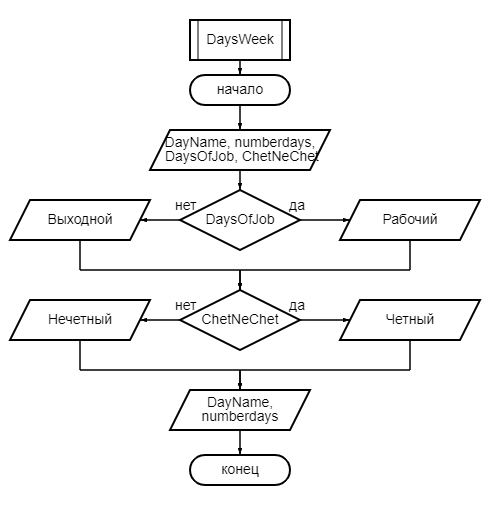 DaysWeek
начало
DayName, numberdays,
DaysOfJob, ChetNeChet
нет
да
Выходной
DaysOfJob
Рабочий
нет
да
Нечетный
ChetNeChet
Четный
DayName,
numberdays
конец